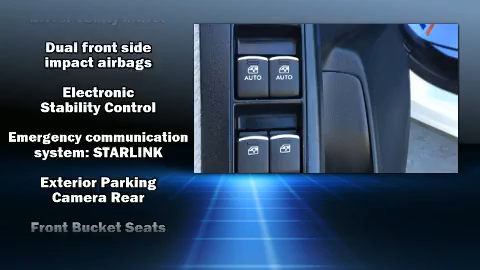 Dual front side
impact airbags
Electronic
Stability Control
Emergency communication
system: STARLINK
Exterior Parking
Camera Rear
Front Bucket Seats
AUTO AUTO